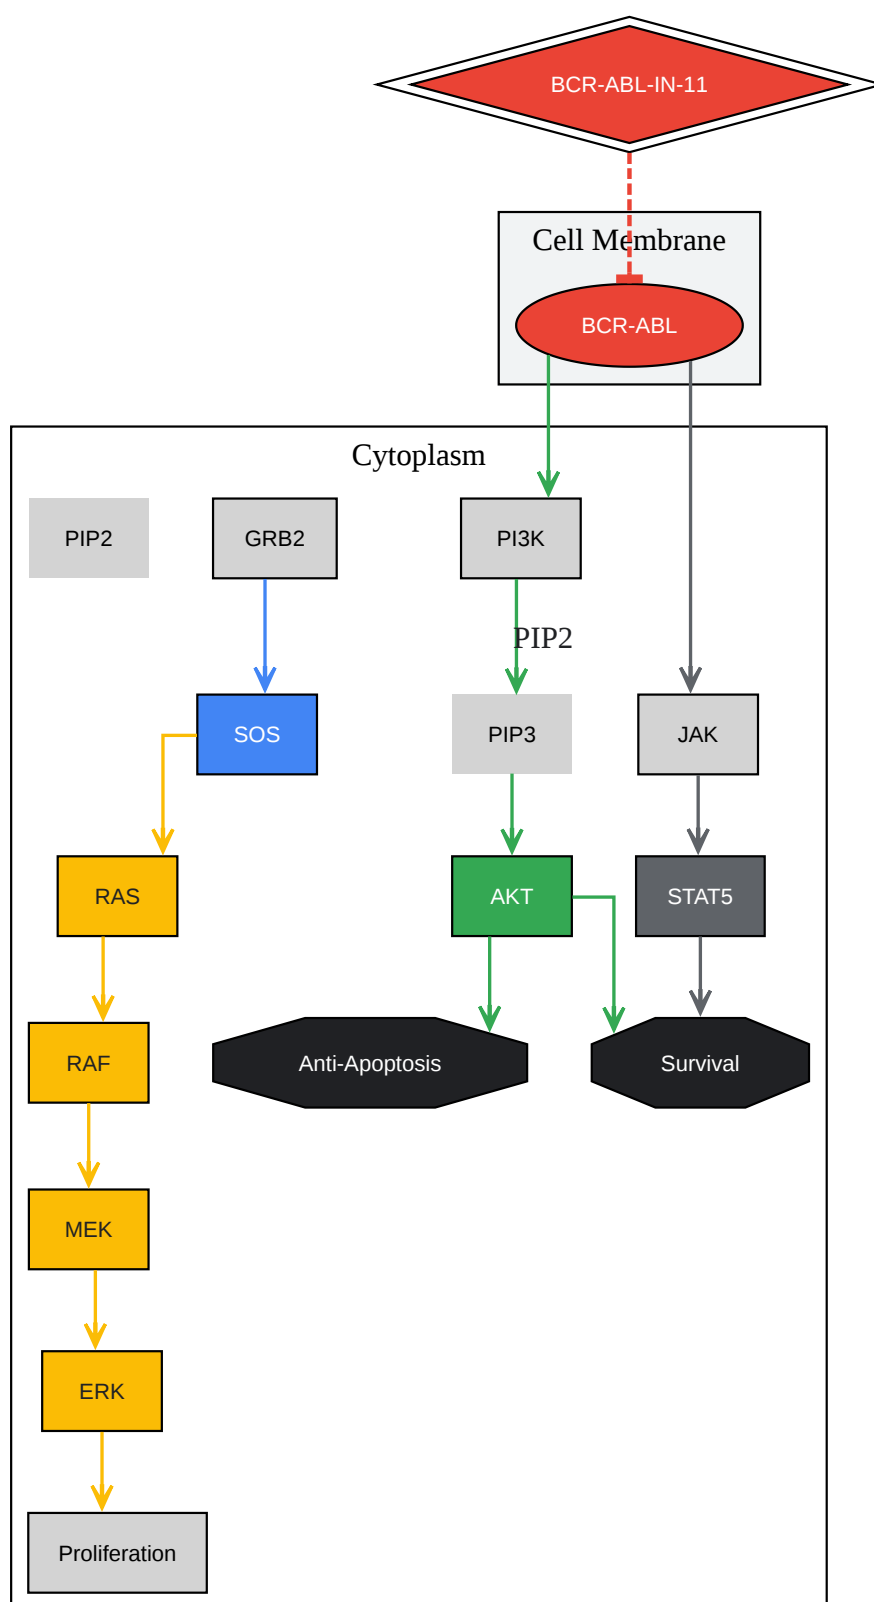 BCR-ABL-IN-11
Cell Membrane
BCR-ABL
Cytoplasm
PIP2
GRB2
PI3K
PIP2
SOS
PIP3
JAK
RAS
AKT
STAT5
RAF
Anti-Apoptosis
Survival
MEK
ERK
Proliferation